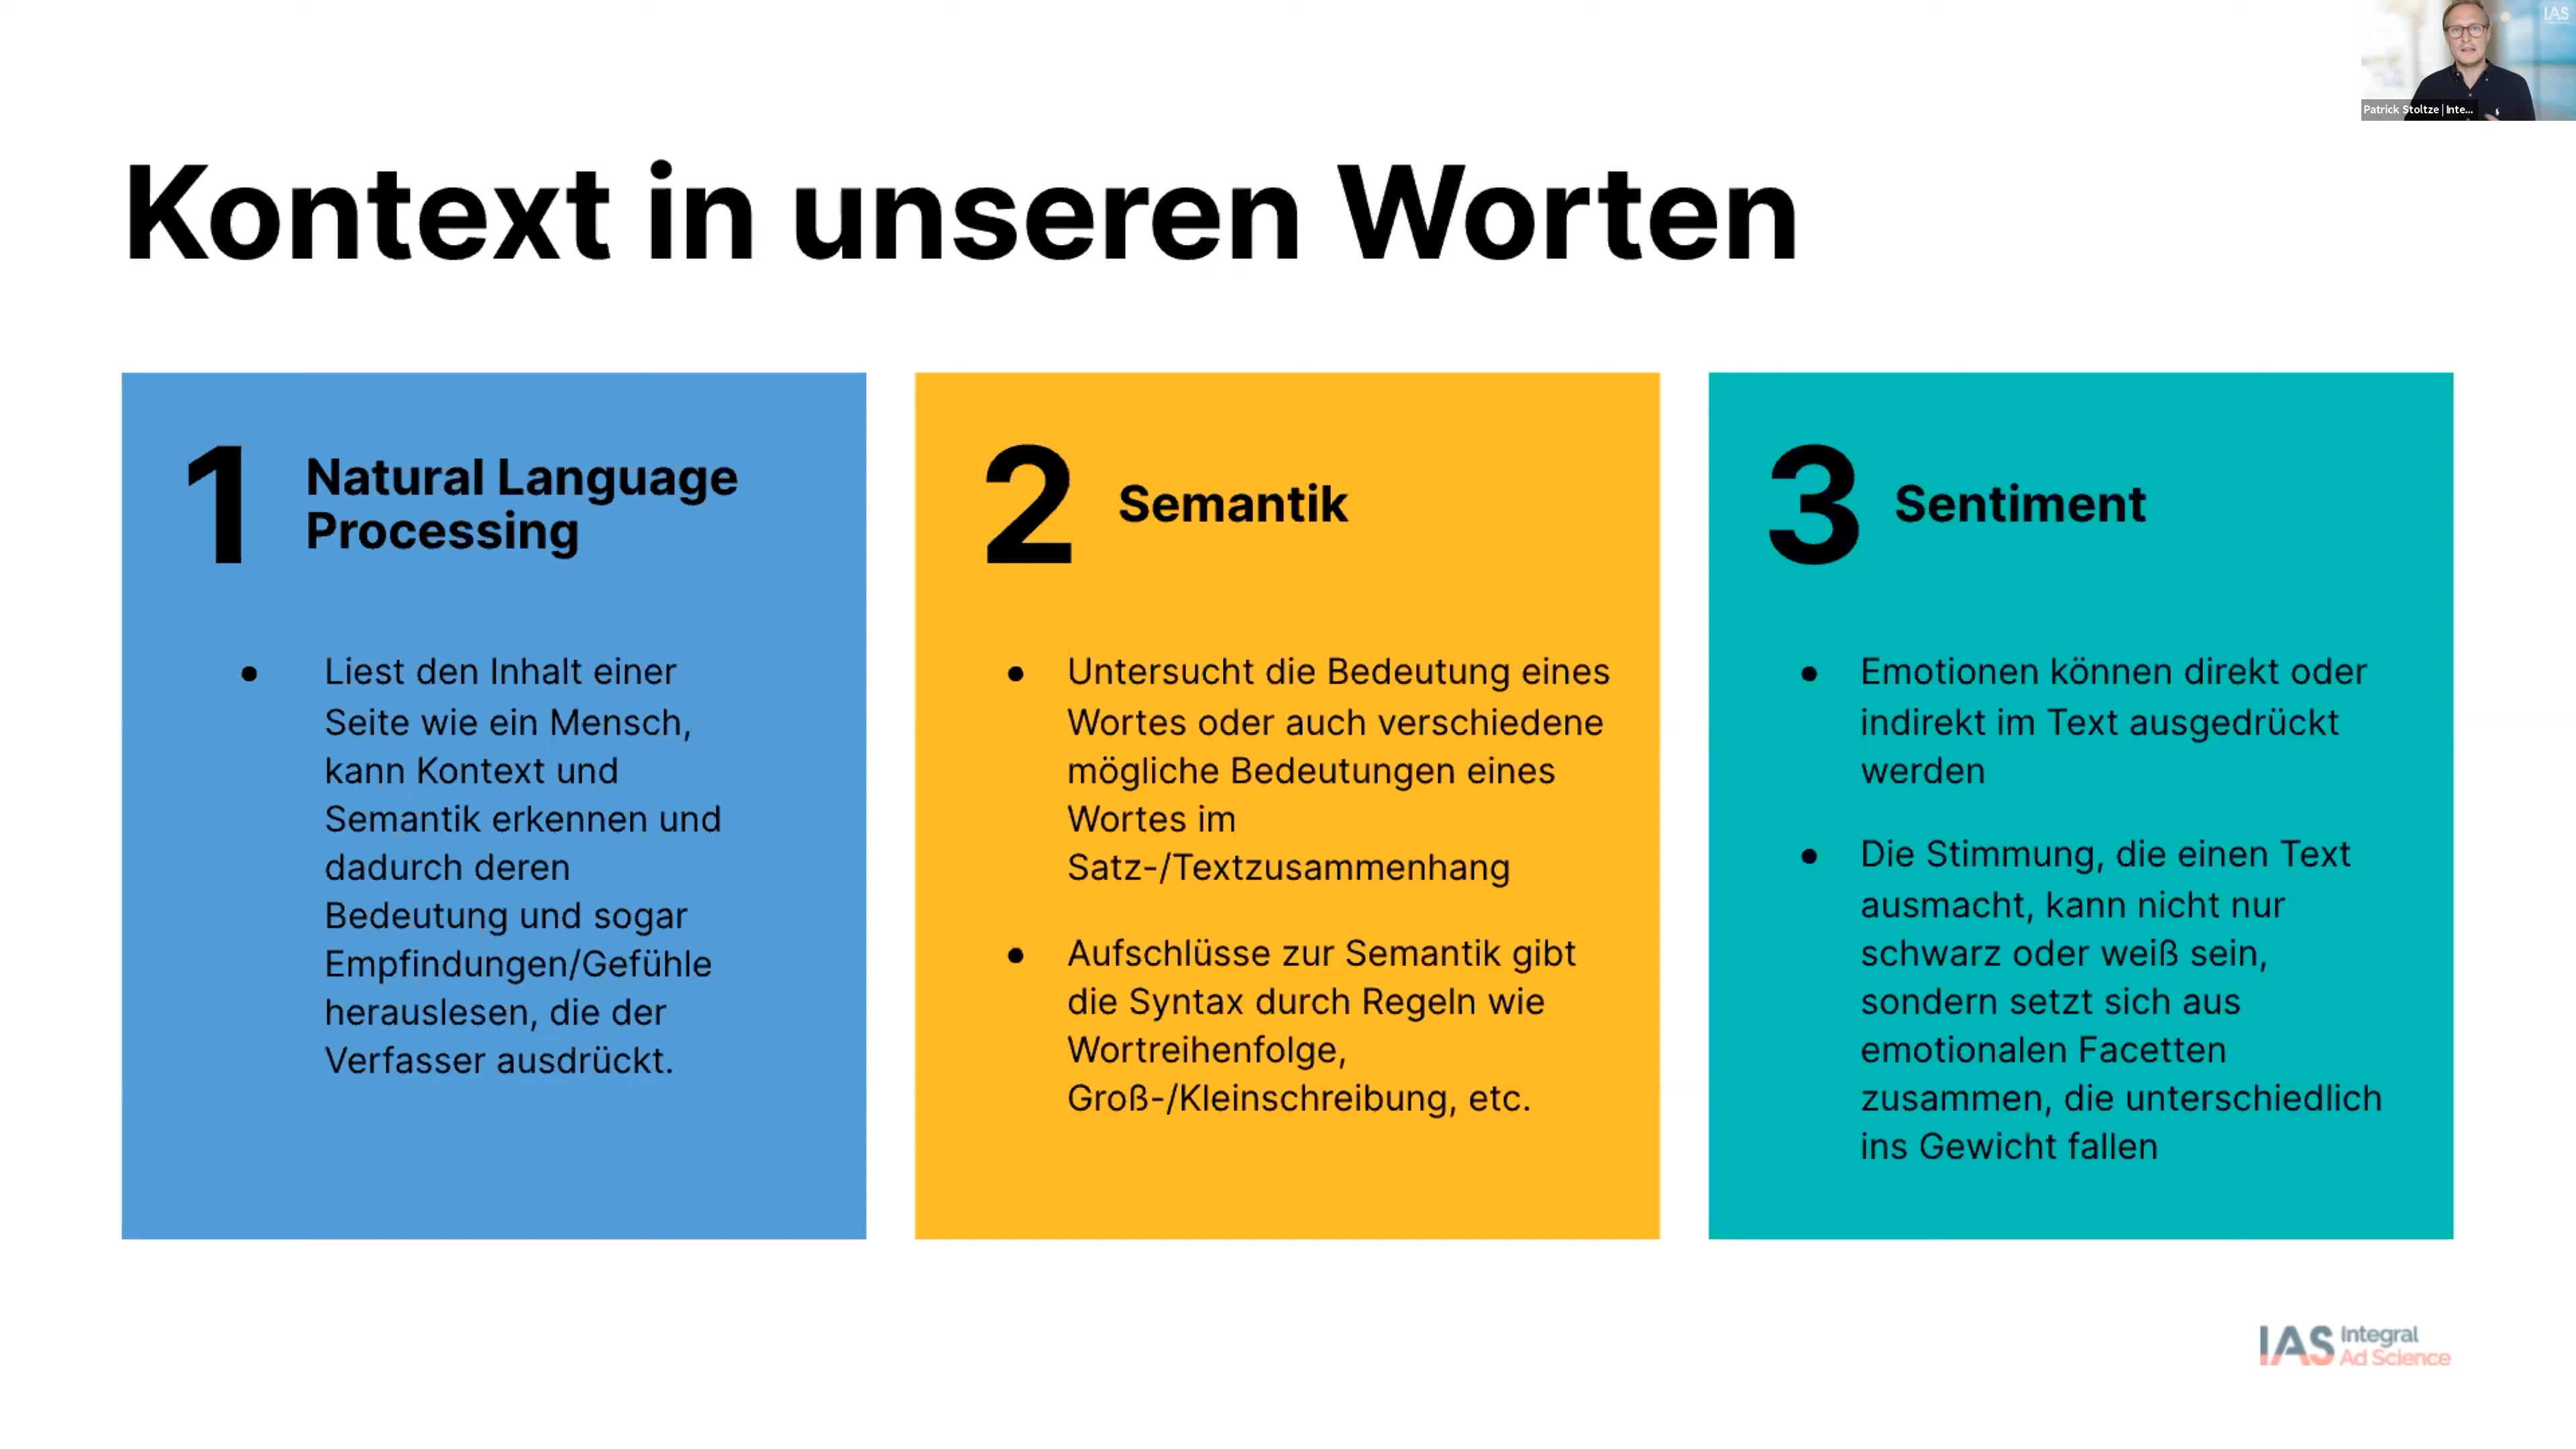 IAS
Patrick Stoltze | Inte...
Kontext in unseren Worten
1
Natural Language
Processing
Liest den Inhalt einer
Seite wie ein Mensch,
kann Kontext und
Semantik erkennen und
dadurch deren
Bedeutung und sogar
Empfindungen/Gefühle
herauslesen, die der
Verfasser ausdrückt.
2
Semantik
Untersucht die Bedeutung eines
Wortes oder auch verschiedene
mögliche Bedeutungen eines
Wortes im
Satz-/Textzusammenhang
Aufschlüsse zur Semantik gibt
die Syntax durch Regeln wie
Wortreihenfolge,
Groß-/Kleinschreibung, etc.
3
Sentiment
Emotionen können direkt oder
indirekt im Text ausgedrückt
werden
Die Stimmung, die einen Text
ausmacht, kann nicht nur
schwarz oder weiß sein,
sondern setzt sich aus
emotionalen Facetten
zusammen, die unterschiedlich
ins Gewicht fallen
IAS Integral
Ad Science